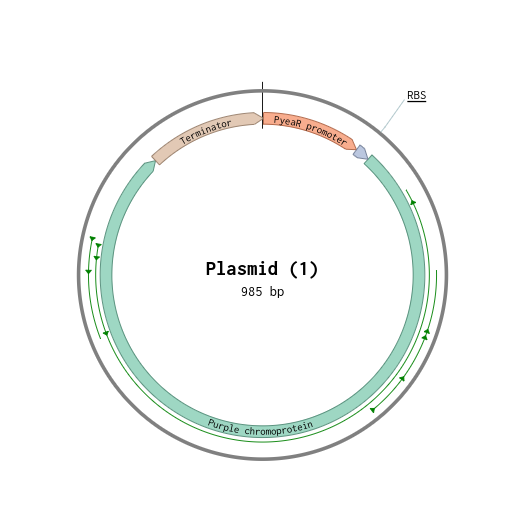 RBS
PyeaR promoter
Terminator
Plasmid (1)
985 bp
Purple chromoprotein